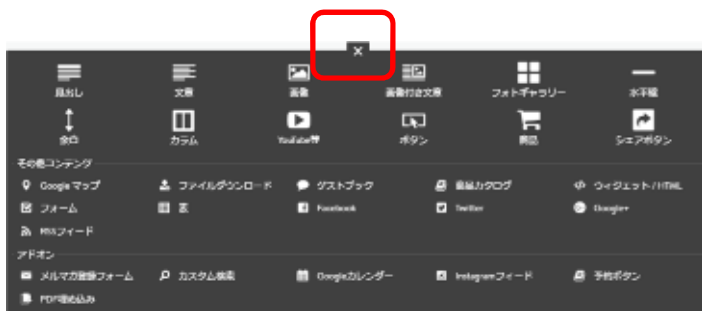 ×
見出し 文章 画像 画像付き文章 フォトギャラリー 水平線
余白 カラム YouTube等 ボタン 商品 シェアボタン
その他コンテンツ
Google マップ ファイルダウンロード ゲストブック 商品カタログ ウィジェット/HTML
フォーム 表 Facebook Twitter Google+
RSSフィード
アドオン
メルマガ登録フォーム カスタム検索 Googleカレンダー Instagramフィード 予約ボタン
PDF埋め込み